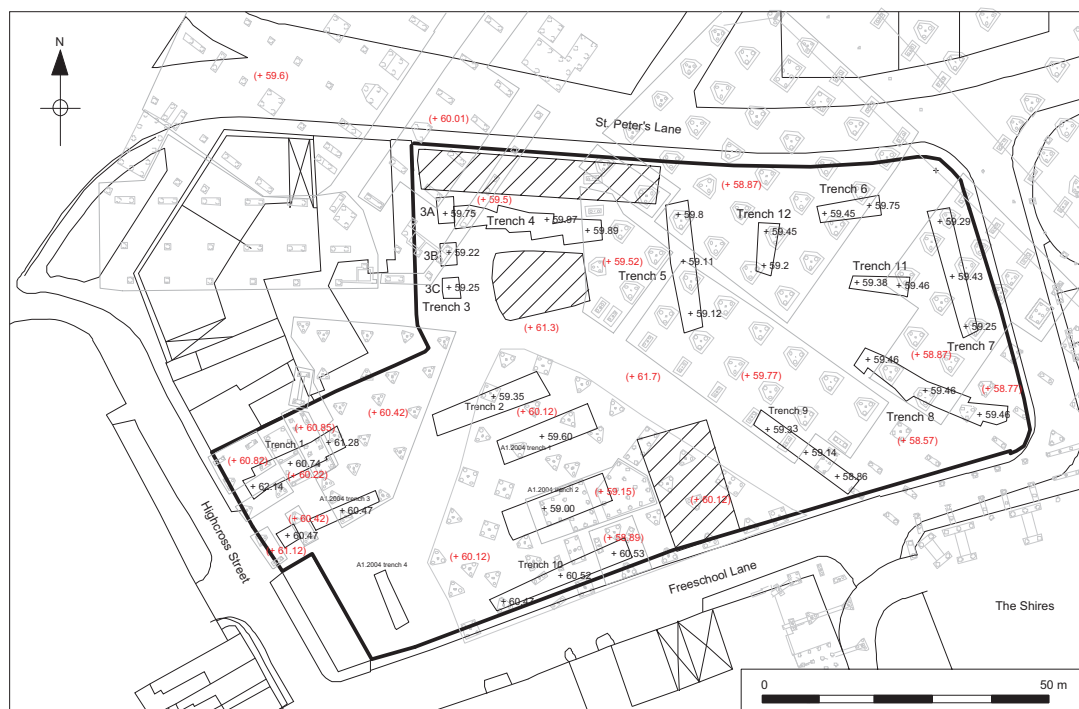 N
(+ 59.6)
(+ 60.01)
St. Peter's Lane
(+ 58.87)
(+ 59.5)
3A
+ 59.75
Trench 4
+ 59.87
+ 59.89
+ 59.8
Trench 12
+ 59.45
Trench 6
+ 59.45
+ 59.75
+ 59.29
3B
+ 59.22
(+ 59.52)
Trench 5
+ 59.11
+ 59.2
Trench 11
+ 59.38
+ 59.46
+ 59.43
3C
+ 59.25
Trench 3
(+ 61.3)
+ 59.12
+ 59.25
Trench 7
+ 59.46
(+ 58.87)
(+ 61.7)
(+ 59.77)
+ 59.46
(+ 58.77)
+ 59.35
Trench 2
(+ 60.42)
(+ 60.12)
+ 59.60
A1.2004 trench 1
Trench 9
+ 59.33
Trench 8
+ 59.46
(+ 58.57)
(+ 60.85)
Trench 1
+ 61.28
(+ 60.82)
+ 60.74
(+ 60.22)
+ 62.14
+ 59.14
+ 58.86
A1.2004 trench 3
+ 60.47
A1.2004 trench 2
(+ 59.15)
+ 59.00
(+ 60.12)
(+ 60.42)
+ 60.47
(+ 61.12)
Highcross Street
(+ 60.12)
(+ 58.89)
+ 60.53
Trench 10
+ 60.52
+ 60.47
A1.2004 trench 4
Freeschool Lane
The Shires
0
50 m